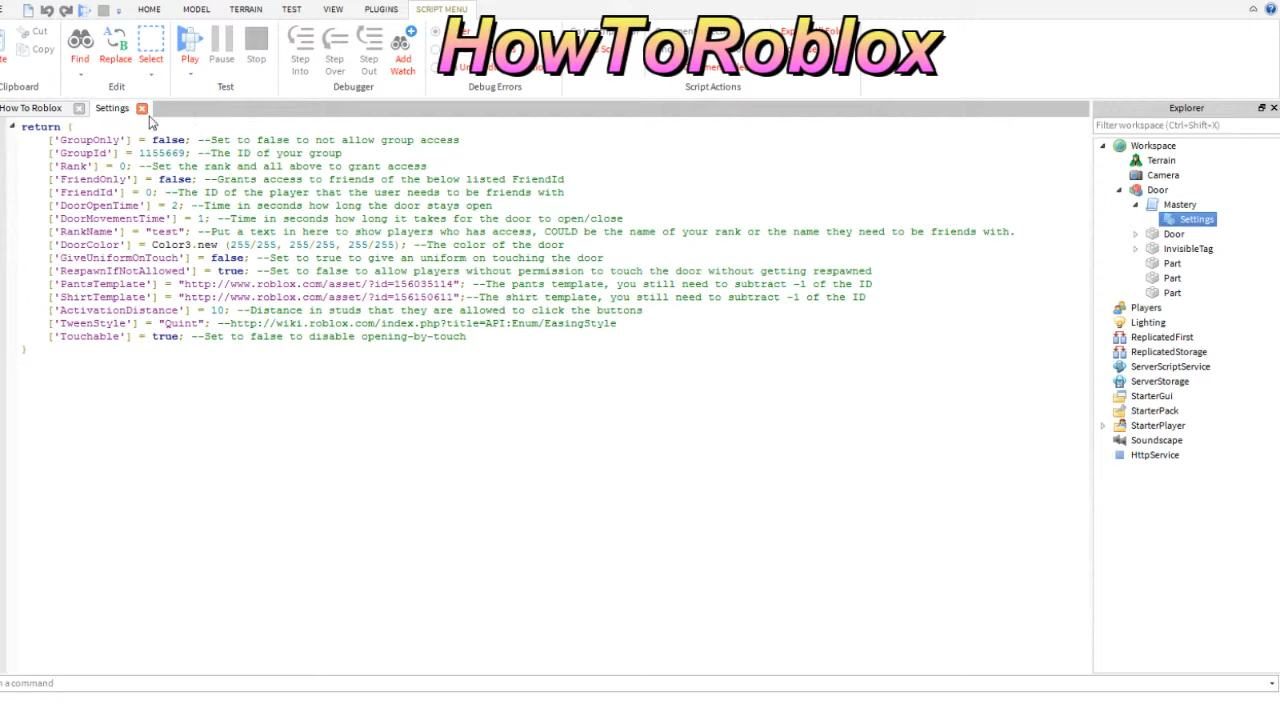 HOME MODEL TERRAIN TEST VIEW PLUGINS SCRIPT MENU
HowToRoblox
Cut
Copy
Find Replace Select
Play Pause Stop
Step Into
Step Over
Step Out
Add Watch
Clipboard Edit Test Debugger Debug Errors Script Actions
How To Roblox Settings
return {
['GroupOnly'] = false; --Set to false to not allow group access
['GroupId'] = 1155669; --The ID of your group
['Rank'] = 0; --Set the rank and all above to grant access
['FriendOnly'] = false; --Grants access to friends of the below listed FriendId
['FriendId'] = 0; --The ID of the player that the user needs to be friends with
['DoorOpenTime'] = 2; --Time in seconds how long the door stays open
['DoorMovementTime'] = 1; --Time in seconds how long it takes for the door to open/close
['RankName'] = "test"; --Put a text in here to show players who has access, COULD be the name of your rank or the name they need to be friends with.
['DoorColor'] = Color3.new (255/255, 255/255, 255/255); --The color of the door
['GiveUniformOnTouch'] = false; --Set to true to give an uniform on touching the door
['RespawnIfNotAllowed'] = true; --Set to false to allow players without permission to touch the door without getting respawned
['PantsTemplate'] = "http://www.roblox.com/asset/?id=156035114"; --The pants template, you still need to subtract -1 of the ID
['ShirtTemplate'] = "http://www.roblox.com/asset/?id=156150611";--The shirt template, you still need to subtract -1 of the ID
['ActivationDistance'] = 10; --Distance in studs that they are allowed to click the buttons
['TweenStyle'] = "Quint"; --http://wiki.roblox.com/index.php?title=API:Enum/EasingStyle
['Touchable'] = true; --Set to false to disable opening-by-touch
}
Explorer
Filter workspace (Ctrl+Shift+X)
Workspace
Terrain
Camera
Door
Mastery
Settings
Door
InvisibleTag
Part
Part
Part
Players
Lighting
ReplicatedFirst
ReplicatedStorage
ServerScriptService
ServerStorage
StarterGui
StarterPack
StarterPlayer
Soundscape
HttpService
a command